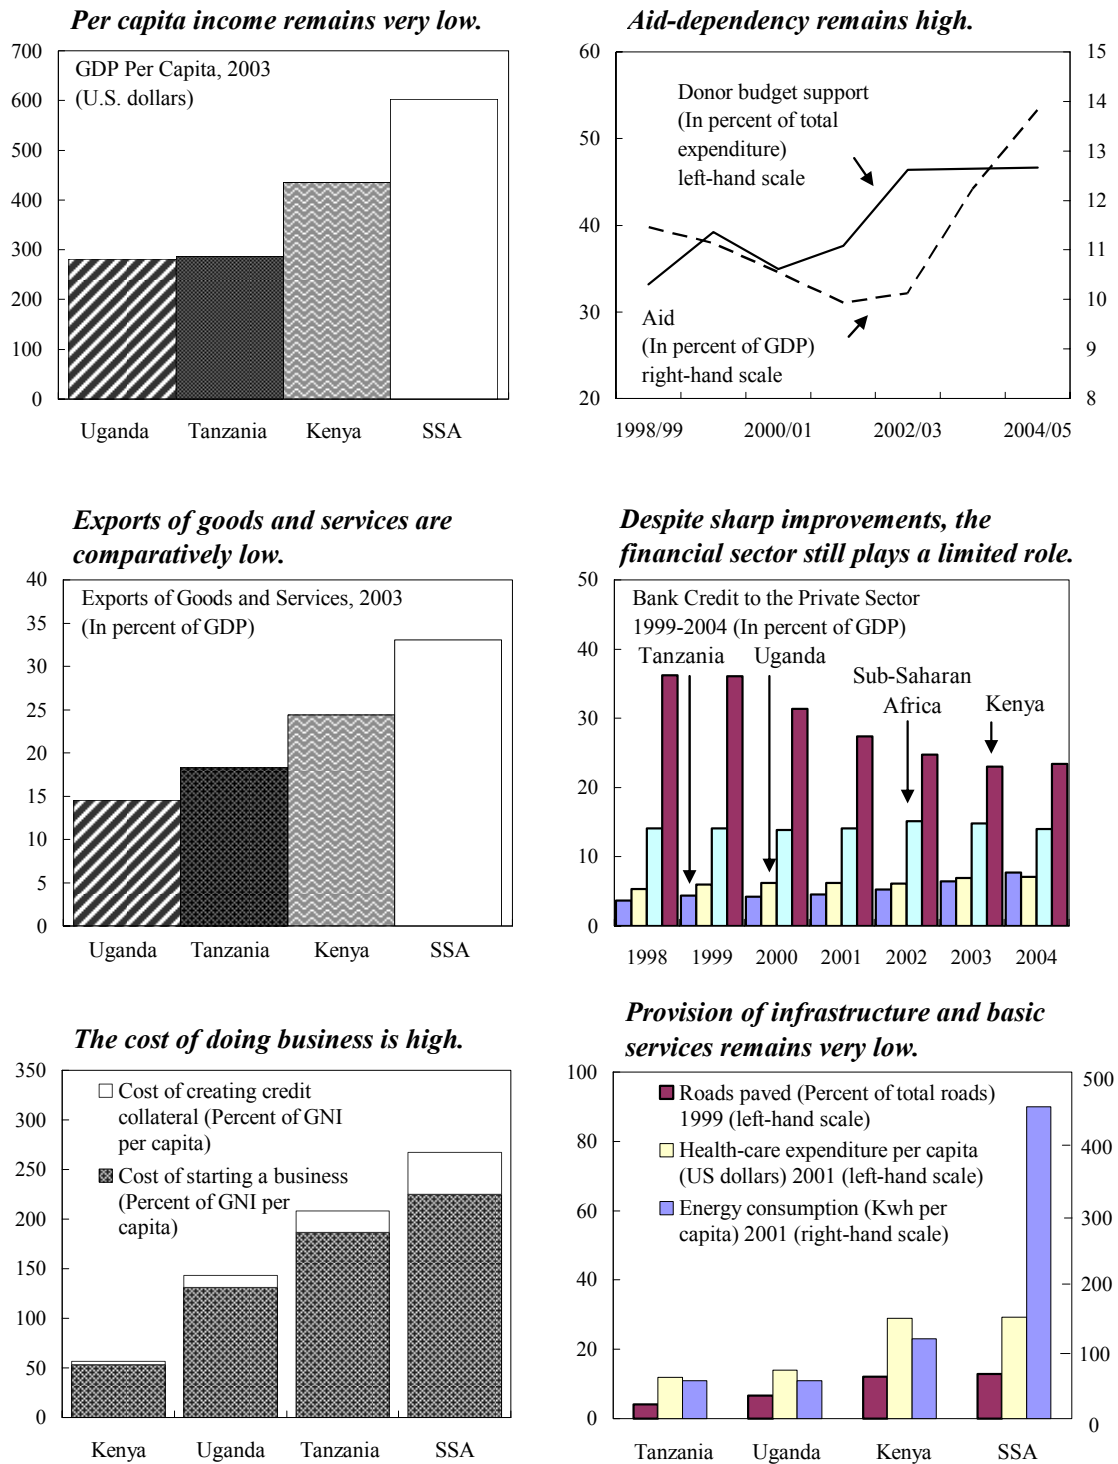 Per capita income remains very low.
700
600
500
400
300
200
100
0
GDP Per Capita, 2003
(U.S. dollars)
Uganda Tanzania Kenya SSA
Aid-dependency remains high.
60
50
40
30
20
15
14
13
12
11
10
9
8
Donor budget support
(In percent of total
expenditure)
left-hand scale
Aid
(In percent of GDP)
right-hand scale
1998/99 2000/01 2002/03 2004/05
Exports of goods and services are
comparatively low.
40
35
30
25
20
15
10
5
0
Exports of Goods and Services, 2003
(In percent of GDP)
Uganda Tanzania Kenya SSA
Despite sharp improvements, the
financial sector still plays a limited role.
50
40
30
20
10
0
Bank Credit to the Private Sector
1999-2004 (In percent of GDP)
Tanzania Uganda
Sub-Saharan
Africa
Kenya
1998 1999 2000 2001 2002 2003 2004
The cost of doing business is high.
350
300
250
200
150
100
50
0
Cost of creating credit
collateral (Percent of GNI
per capita)
Cost of starting a business
(Percent of GNI per
capita)
Kenya Uganda Tanzania SSA
Provision of infrastructure and basic
services remains very low.
100
80
60
40
20
0
500
400
300
200
100
0
Roads paved (Percent of total roads)
1999 (left-hand scale)
Health-care expenditure per capita
(US dollars) 2001 (left-hand scale)
Energy consumption (Kwh per
capita) 2001 (right-hand scale)
Tanzania Uganda Kenya SSA